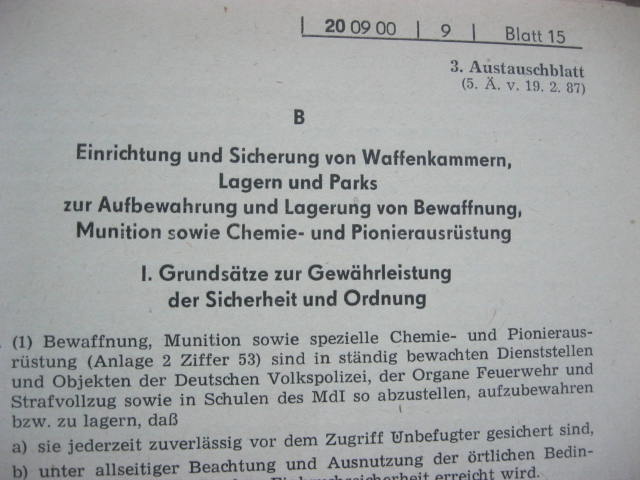 | 20 09 00 | 9 | Blatt 15
3. Austauschblatt
(5. Ä. v. 19. 2. 87)
B
Einrichtung und Sicherung von Waffenkammern,
Lagern und Parks
zur Aufbewahrung und Lagerung von Bewaffnung,
Munition sowie Chemie- und Pionierausrüstung
I. Grundsätze zur Gewährleistung
der Sicherheit und Ordnung
(1) Bewaffnung, Munition sowie spezielle Chemie- und Pionieraus-
rüstung (Anlage 2 Ziffer 53) sind in ständig bewachten Dienststellen
und Objekten der Deutschen Volkspolizei, der Organe Feuerwehr und
Strafvollzug sowie in Schulen des MdI so abzustellen, aufzubewahren
bzw. zu lagern, daß
a) sie jederzeit zuverlässig vor dem Zugriff Unbefugter gesichert sind,
b) unter allseitiger Beachtung und Ausnutzung der örtlichen Bedin-
erreicht wird.